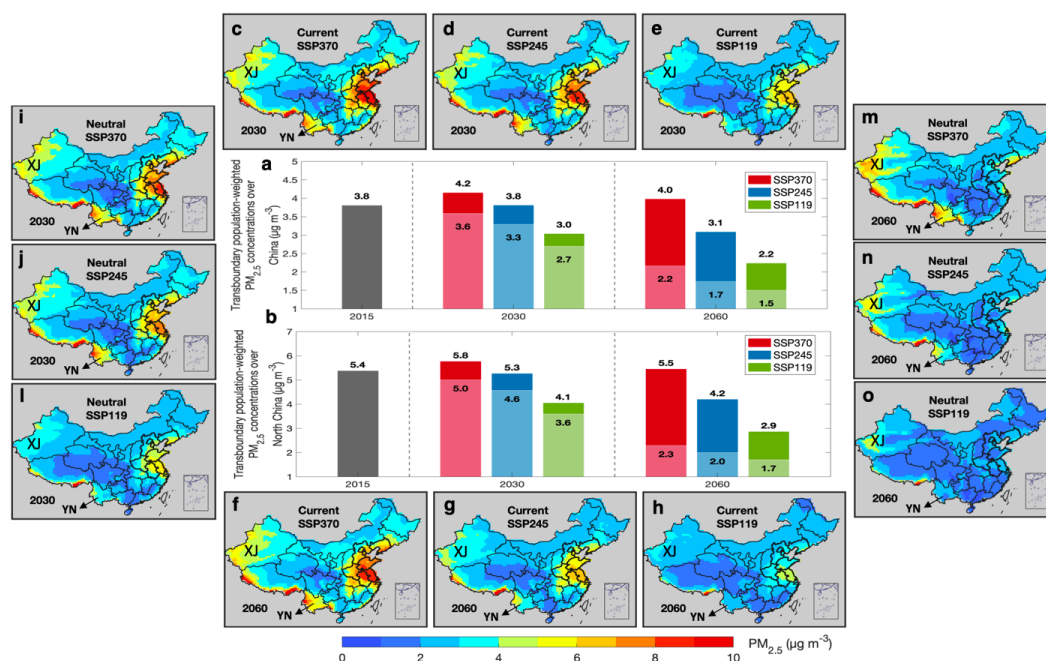 c
Current
SSP370
XJ
2030
YN
d
Current
SSP245
XJ
2030
e
Current
SSP119
XJ
2030
i
Neutral
SSP370
XJ
2030
YN
j
Neutral
SSP245
XJ
2030
YN
l
Neutral
SSP119
XJ
2030
YN
a
Transboundary population-weighted
PM2.5 concentrations over
China (µg m⁻³)
5
4.5
4
3.5
3
2.5
2
1.5
1
3.8
4.2
3.6
3.8
3.3
3.0
2.7
4.0
2.2
3.1
1.7
2.2
1.5
SSP370
SSP245
SSP119
2015
2030
2060
b
Transboundary population-weighted
PM2.5 concentrations over
North China (µg m⁻³)
7
6
5
4
3
2
1
5.4
5.8
5.0
5.3
4.6
4.1
3.6
5.5
2.3
4.2
2.0
2.9
1.7
SSP370
SSP245
SSP119
2015
2030
2060
m
Neutral
SSP370
XJ
2060
YN
n
Neutral
SSP245
XJ
2060
YN
o
Neutral
SSP119
XJ
2060
YN
f
Current
SSP370
XJ
2060
YN
g
Current
SSP245
XJ
2060
YN
h
Current
SSP119
XJ
2060
YN
0 2 4 6 8 10
PM2.5 (µg m⁻³)